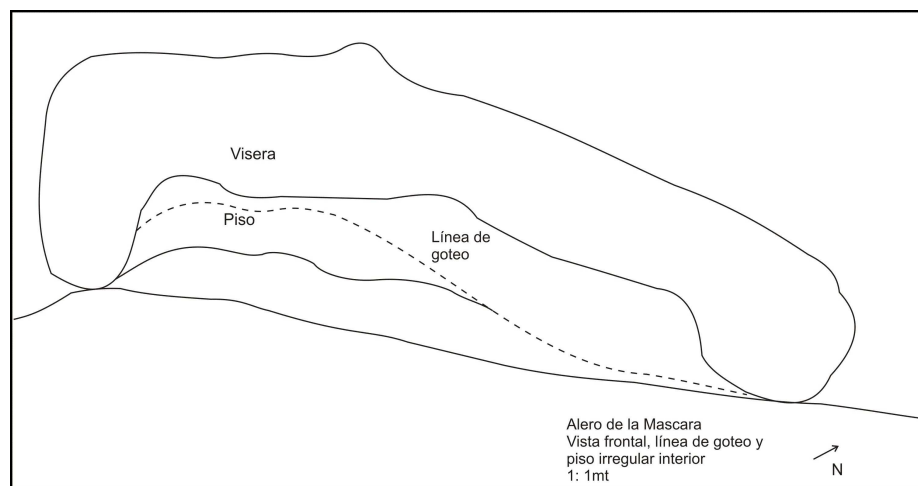 Visera
Piso
Línea de
goteo
Alero de la Mascara
Vista frontal, línea de goteo y
piso irregular interior
1: 1mt
N